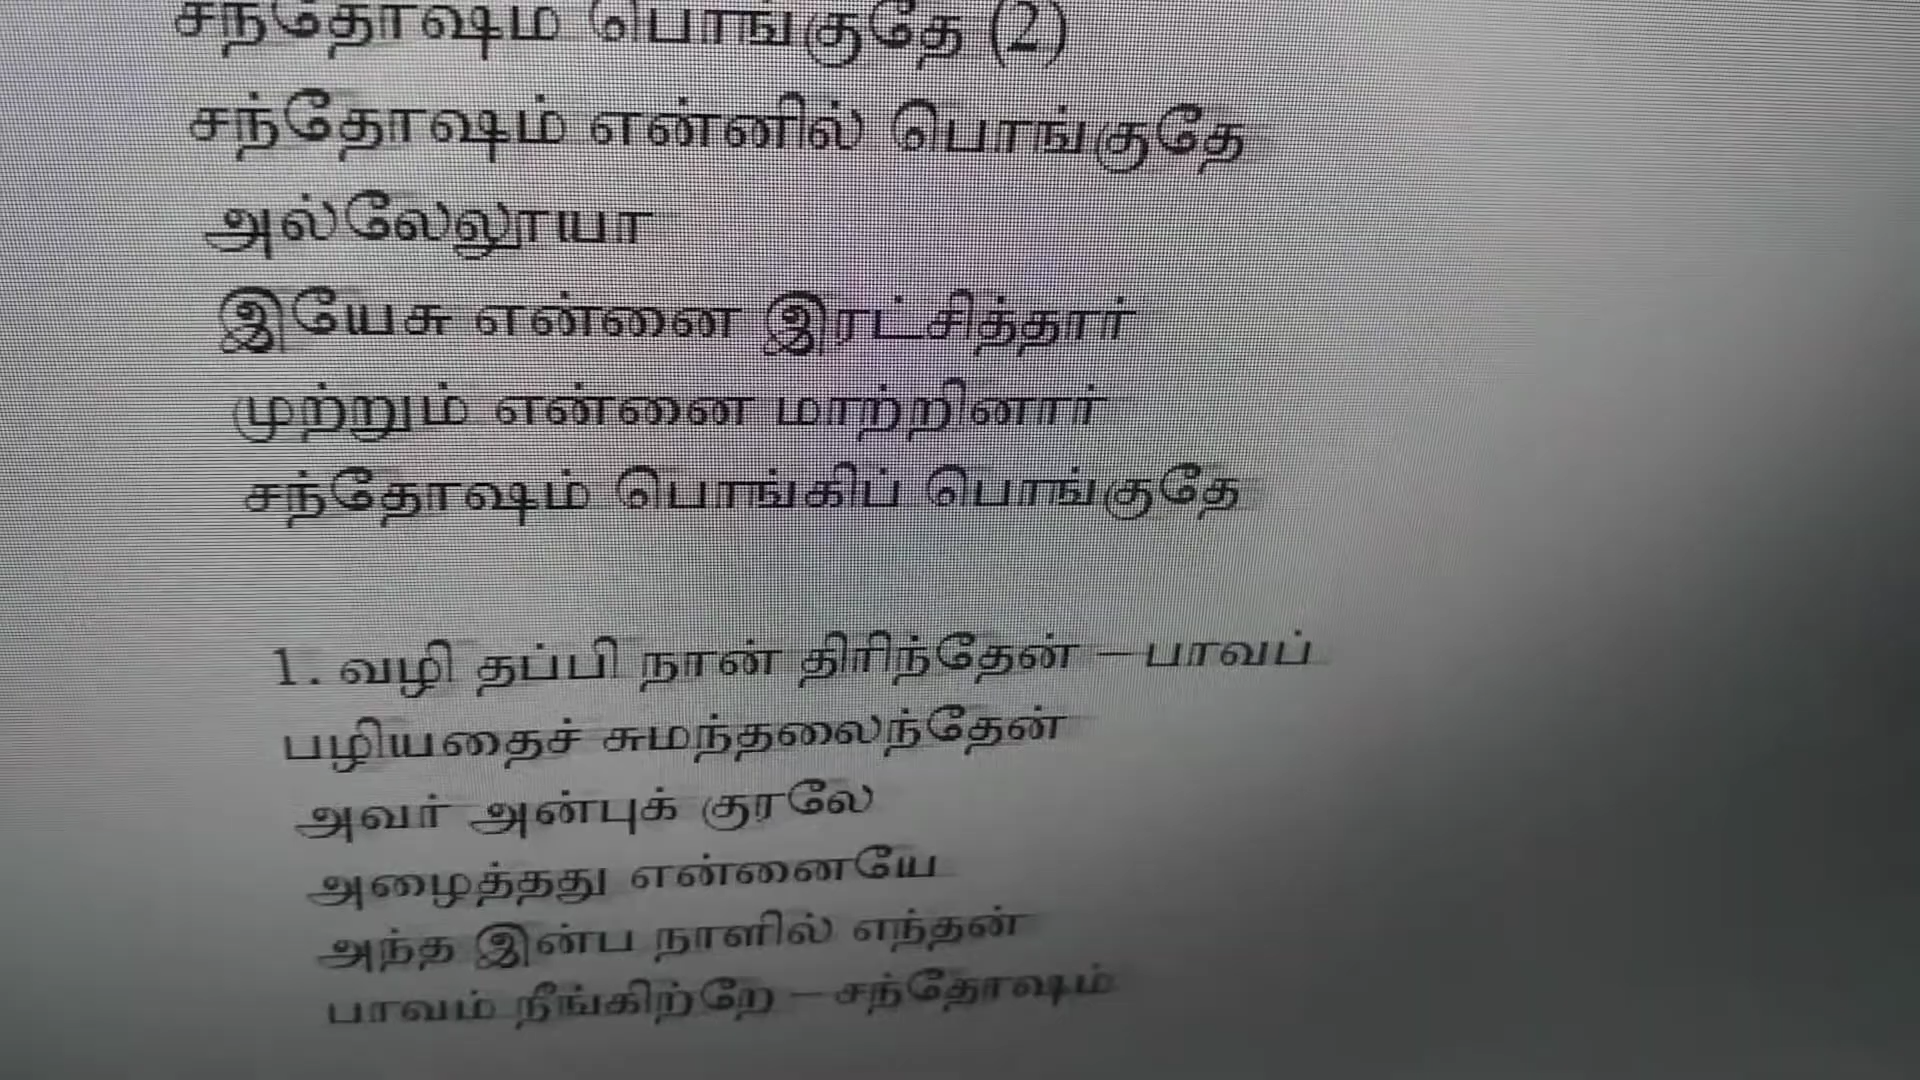 சந்தோஷம் பொங்குதே (2)
சந்தோஷம் என்னில் பொங்குதே
அல்லேலூயா
இயேசு என்னை இரட்சித்தார்
முற்றும் என்னை மாற்றினார்
சந்தோஷம் பொங்கிப் பொங்குதே
1. வழி தப்பி நான் திரிந்தேன் – பாவப்
பழியதைச் சுமந்தலைந்தேன்
அவர் அன்புக் குரலே
அழைத்தது என்னையே
அந்த இன்ப நாளில் எந்தன்
பாவம் நீங்கிற்றே – சந்தோஷம்